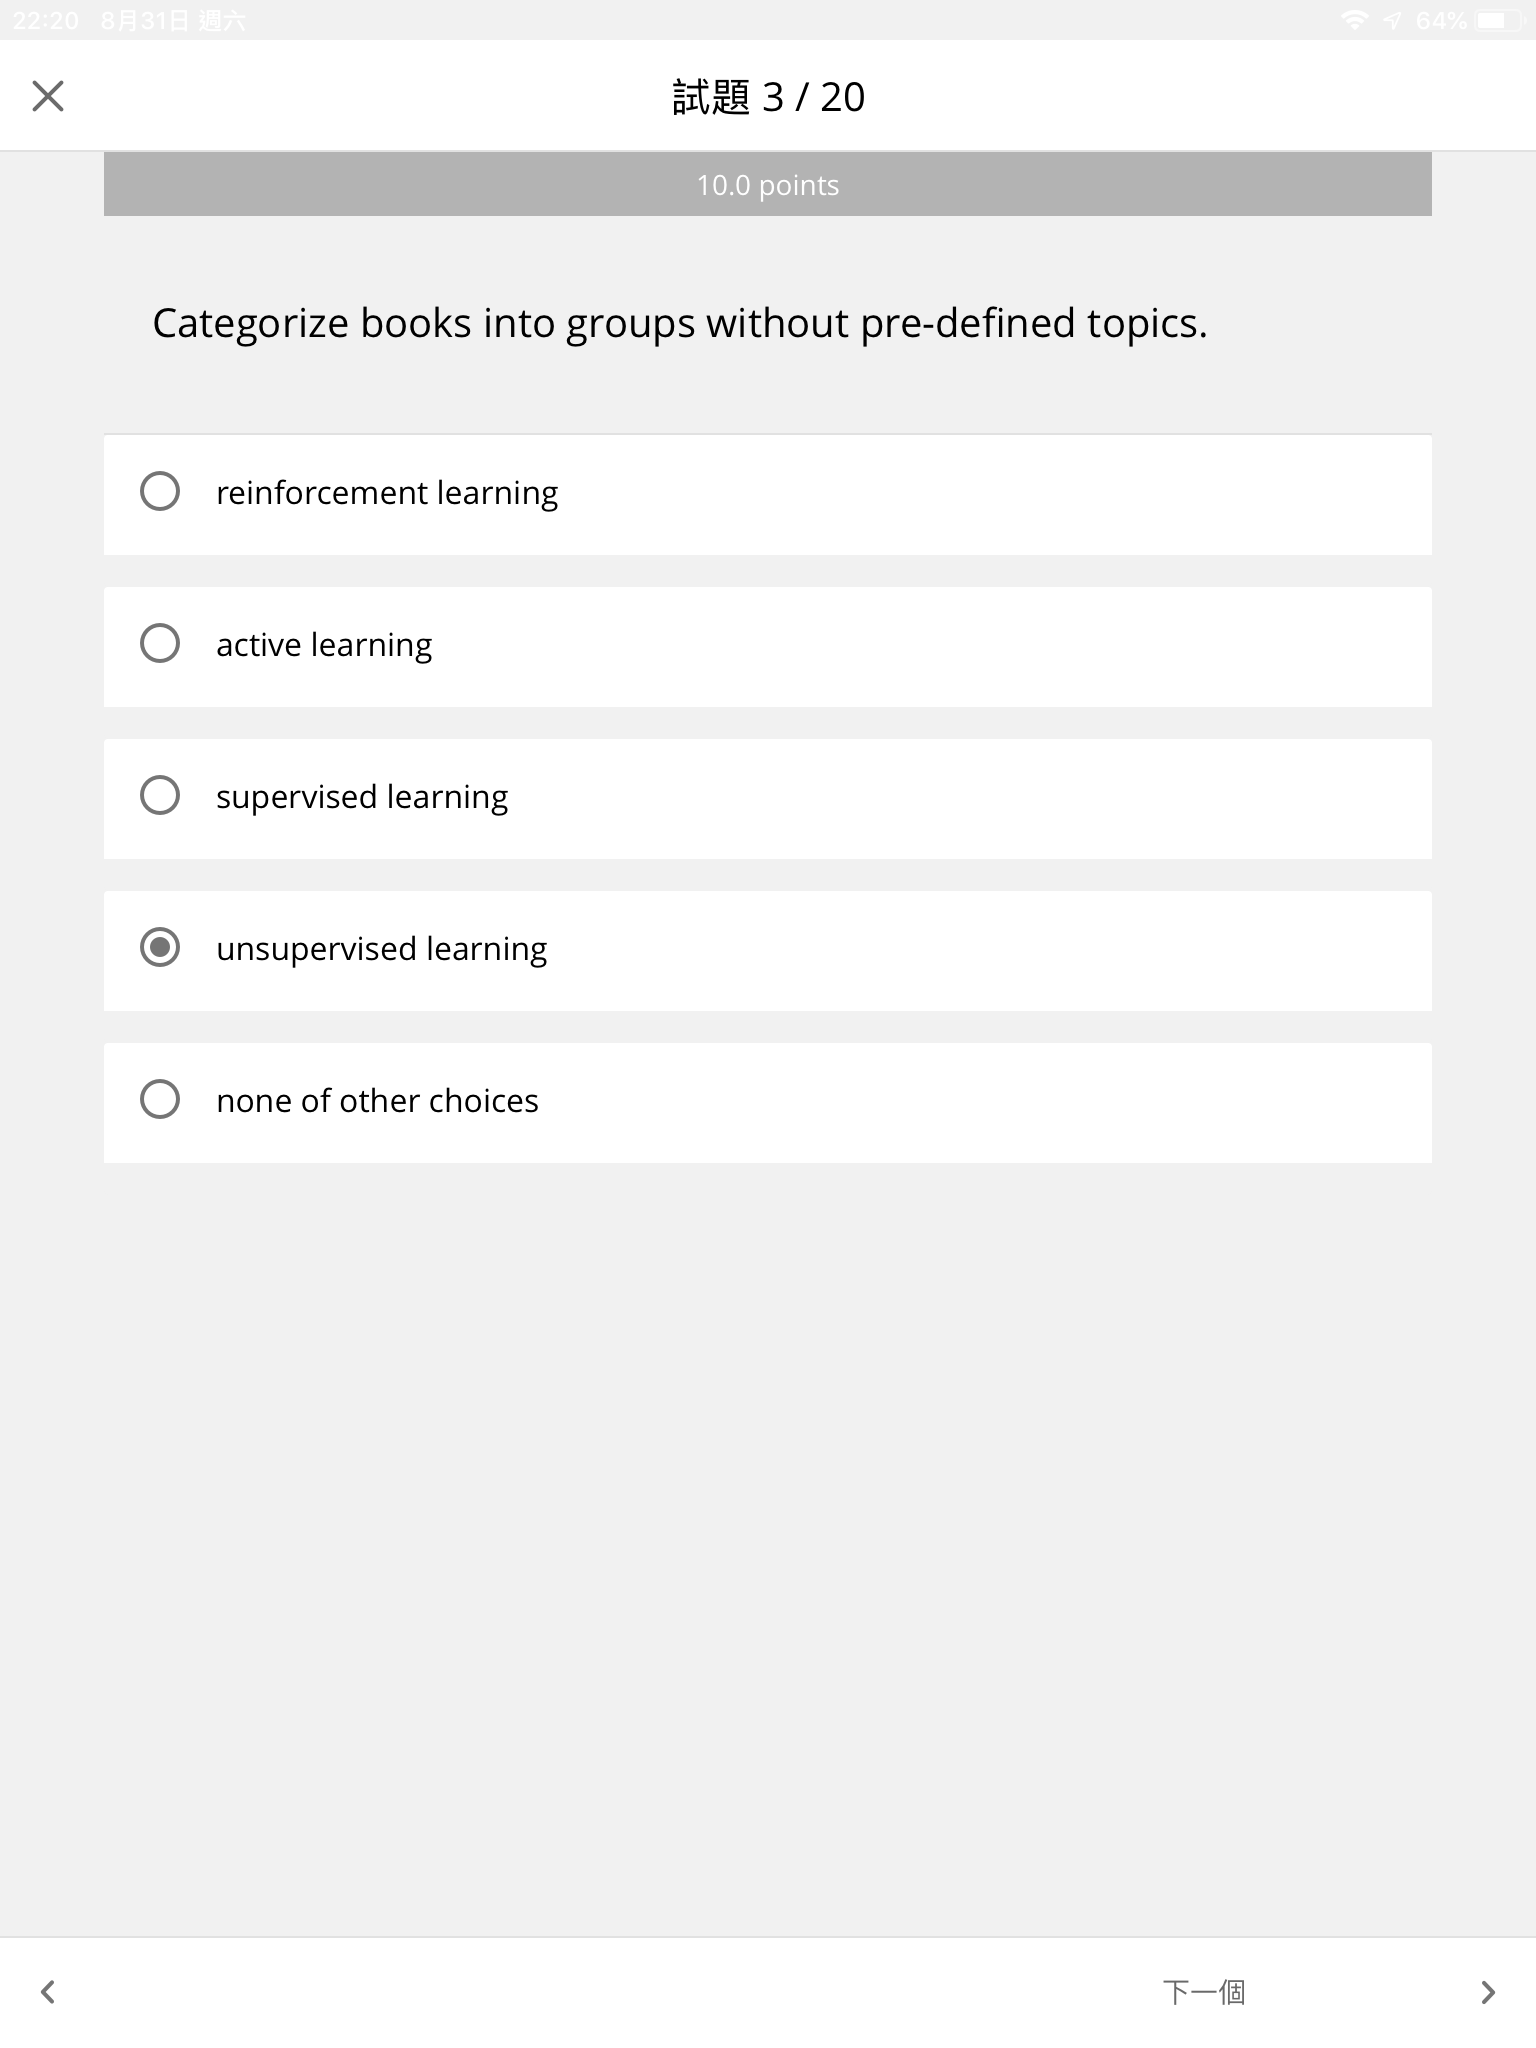 22:20 8月31日 週六 64%
試題 3 / 20
10.0 points
Categorize books into groups without pre-defined topics.
reinforcement learning
active learning
supervised learning
unsupervised learning
none of other choices
下一個